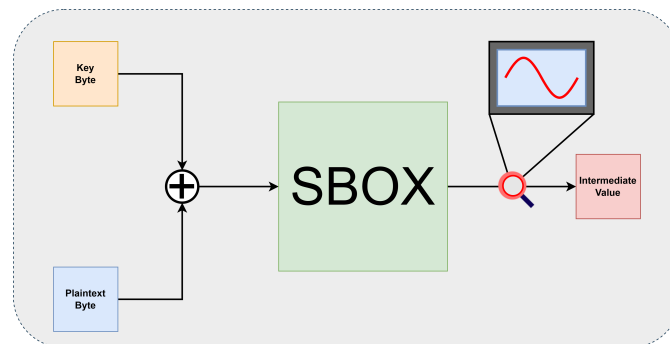 Key
Byte
SBOX
Intermediate
Value
Plaintext
Byte